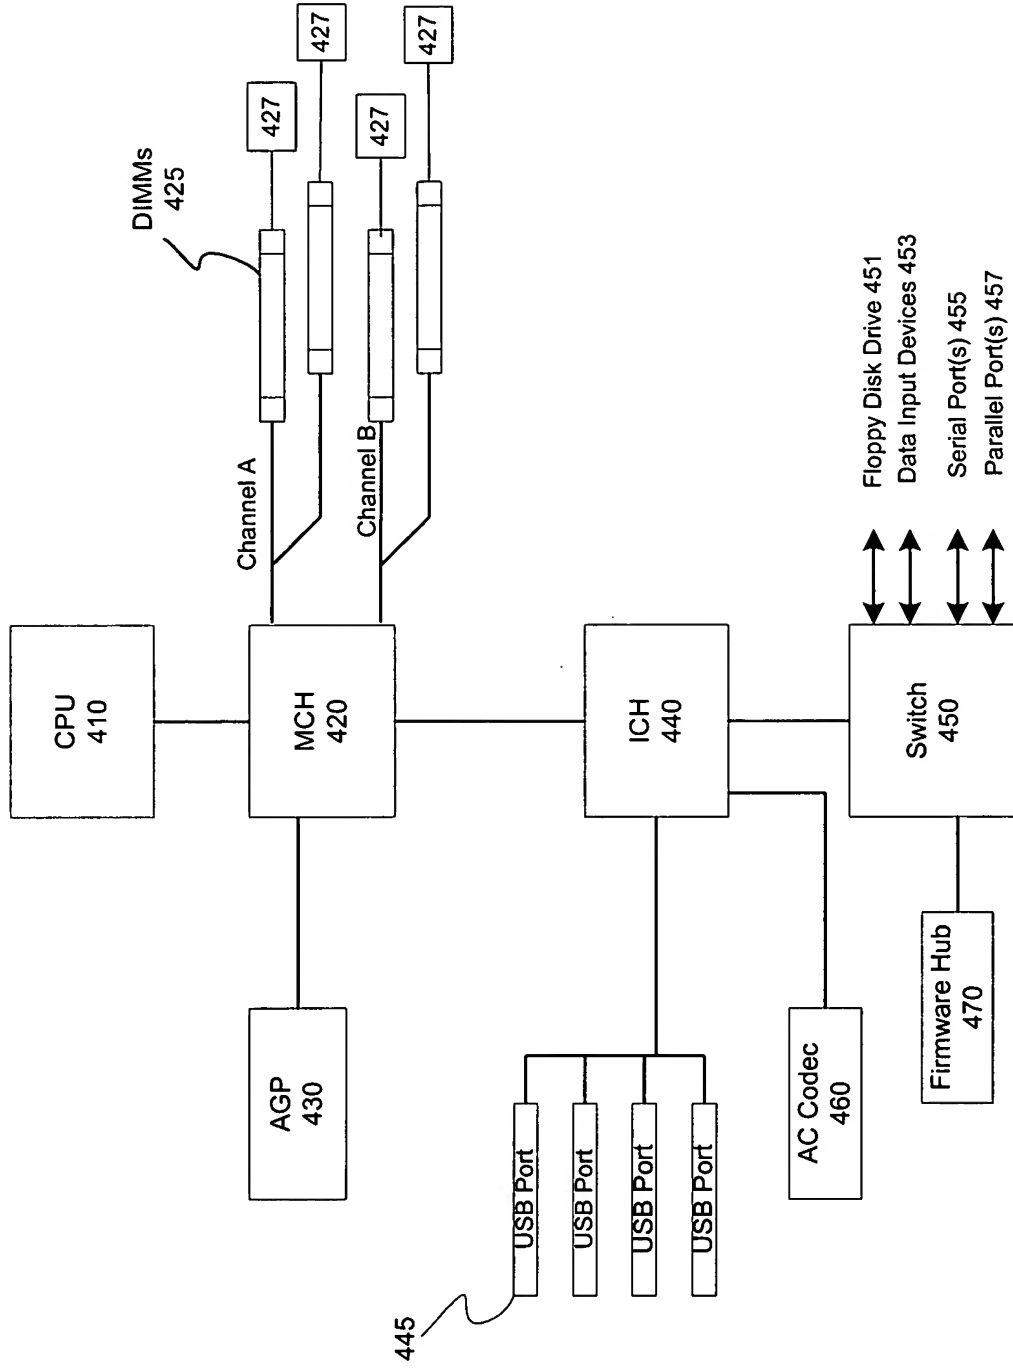 CPU
410
MCH
420
AGP
430
DIMMs
425
Channel A
Channel B
427
427
427
427
ICH
440
445
USB Port
USB Port
USB Port
USB Port
AC Codec
460
Switch
450
Firmware Hub
470
Floppy Disk Drive 451
Data Input Devices 453
Serial Port(s) 455
Parallel Port(s) 457